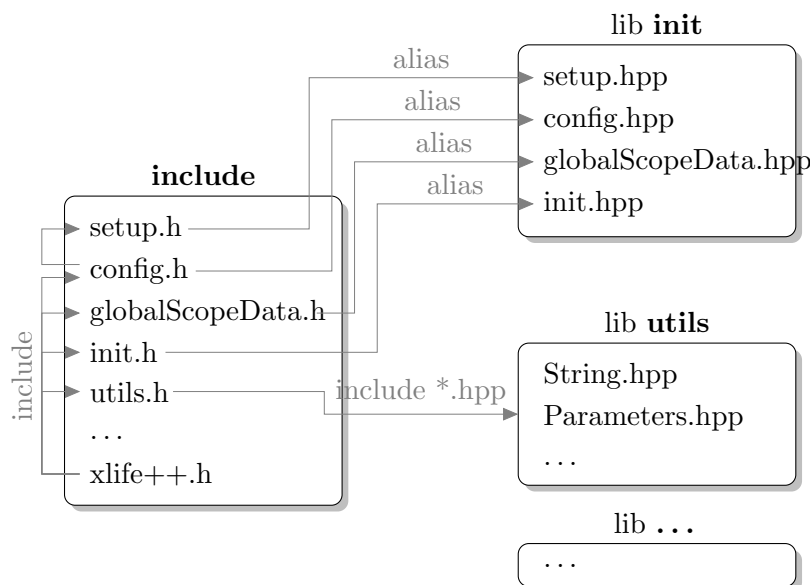 include
setup.h
config.h
globalScopeData.h
init.h
utils.h
...
xlife++.h
include
alias
alias
alias
alias
include *.hpp
lib init
setup.hpp
config.hpp
globalScopeData.hpp
init.hpp
lib utils
String.hpp
Parameters.hpp
...
lib ...
...